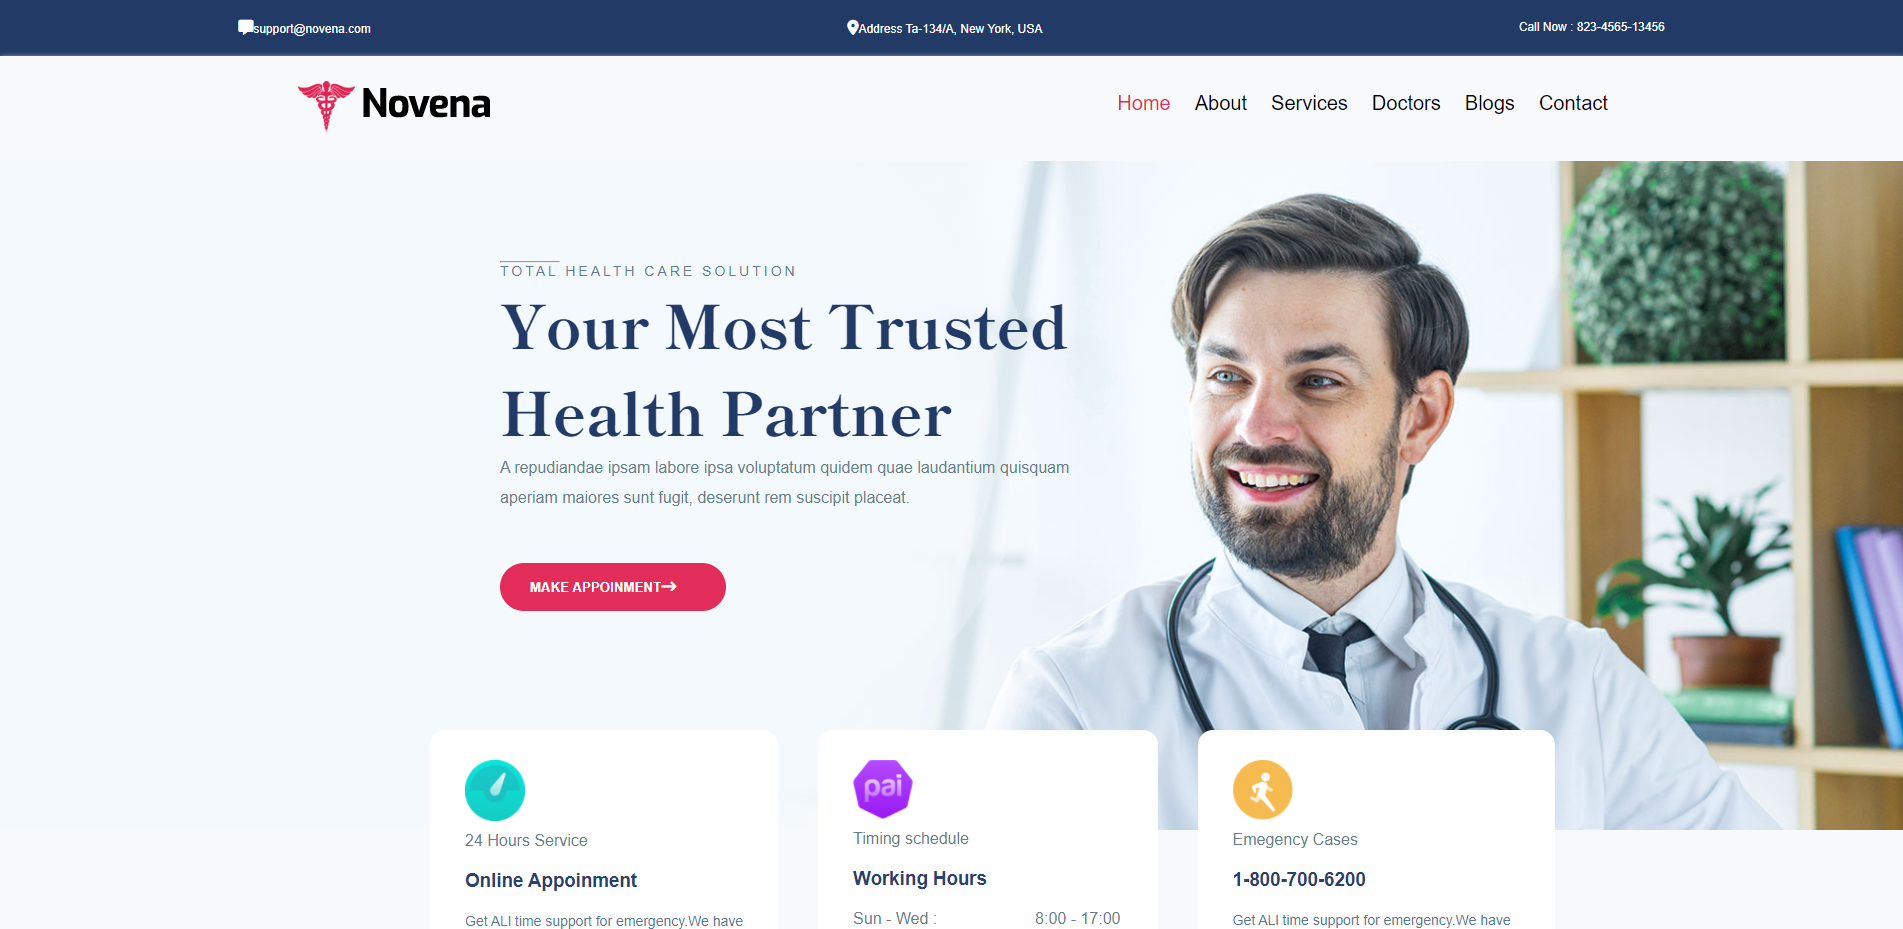 support@novena.com
Address Ta-134/A, New York, USA
Call Now : 823-4565-13456
Novena
Home About Services Doctors Blogs Contact
TOTAL HEALTH CARE SOLUTION
Your Most Trusted
Health Partner
A repudiandae ipsam labore ipsa voluptatum quidem quae laudantium quisquam
aperiam maiores sunt fugit, deserunt rem suscipit placeat.
MAKE APPOINMENT
24 Hours Service
Online Appoinment
Get ALI time support for emergency.We have
pai
Timing schedule
Working Hours
Sun - Wed : 8:00 - 17:00
Emegency Cases
1-800-700-6200
Get ALI time support for emergency.We have